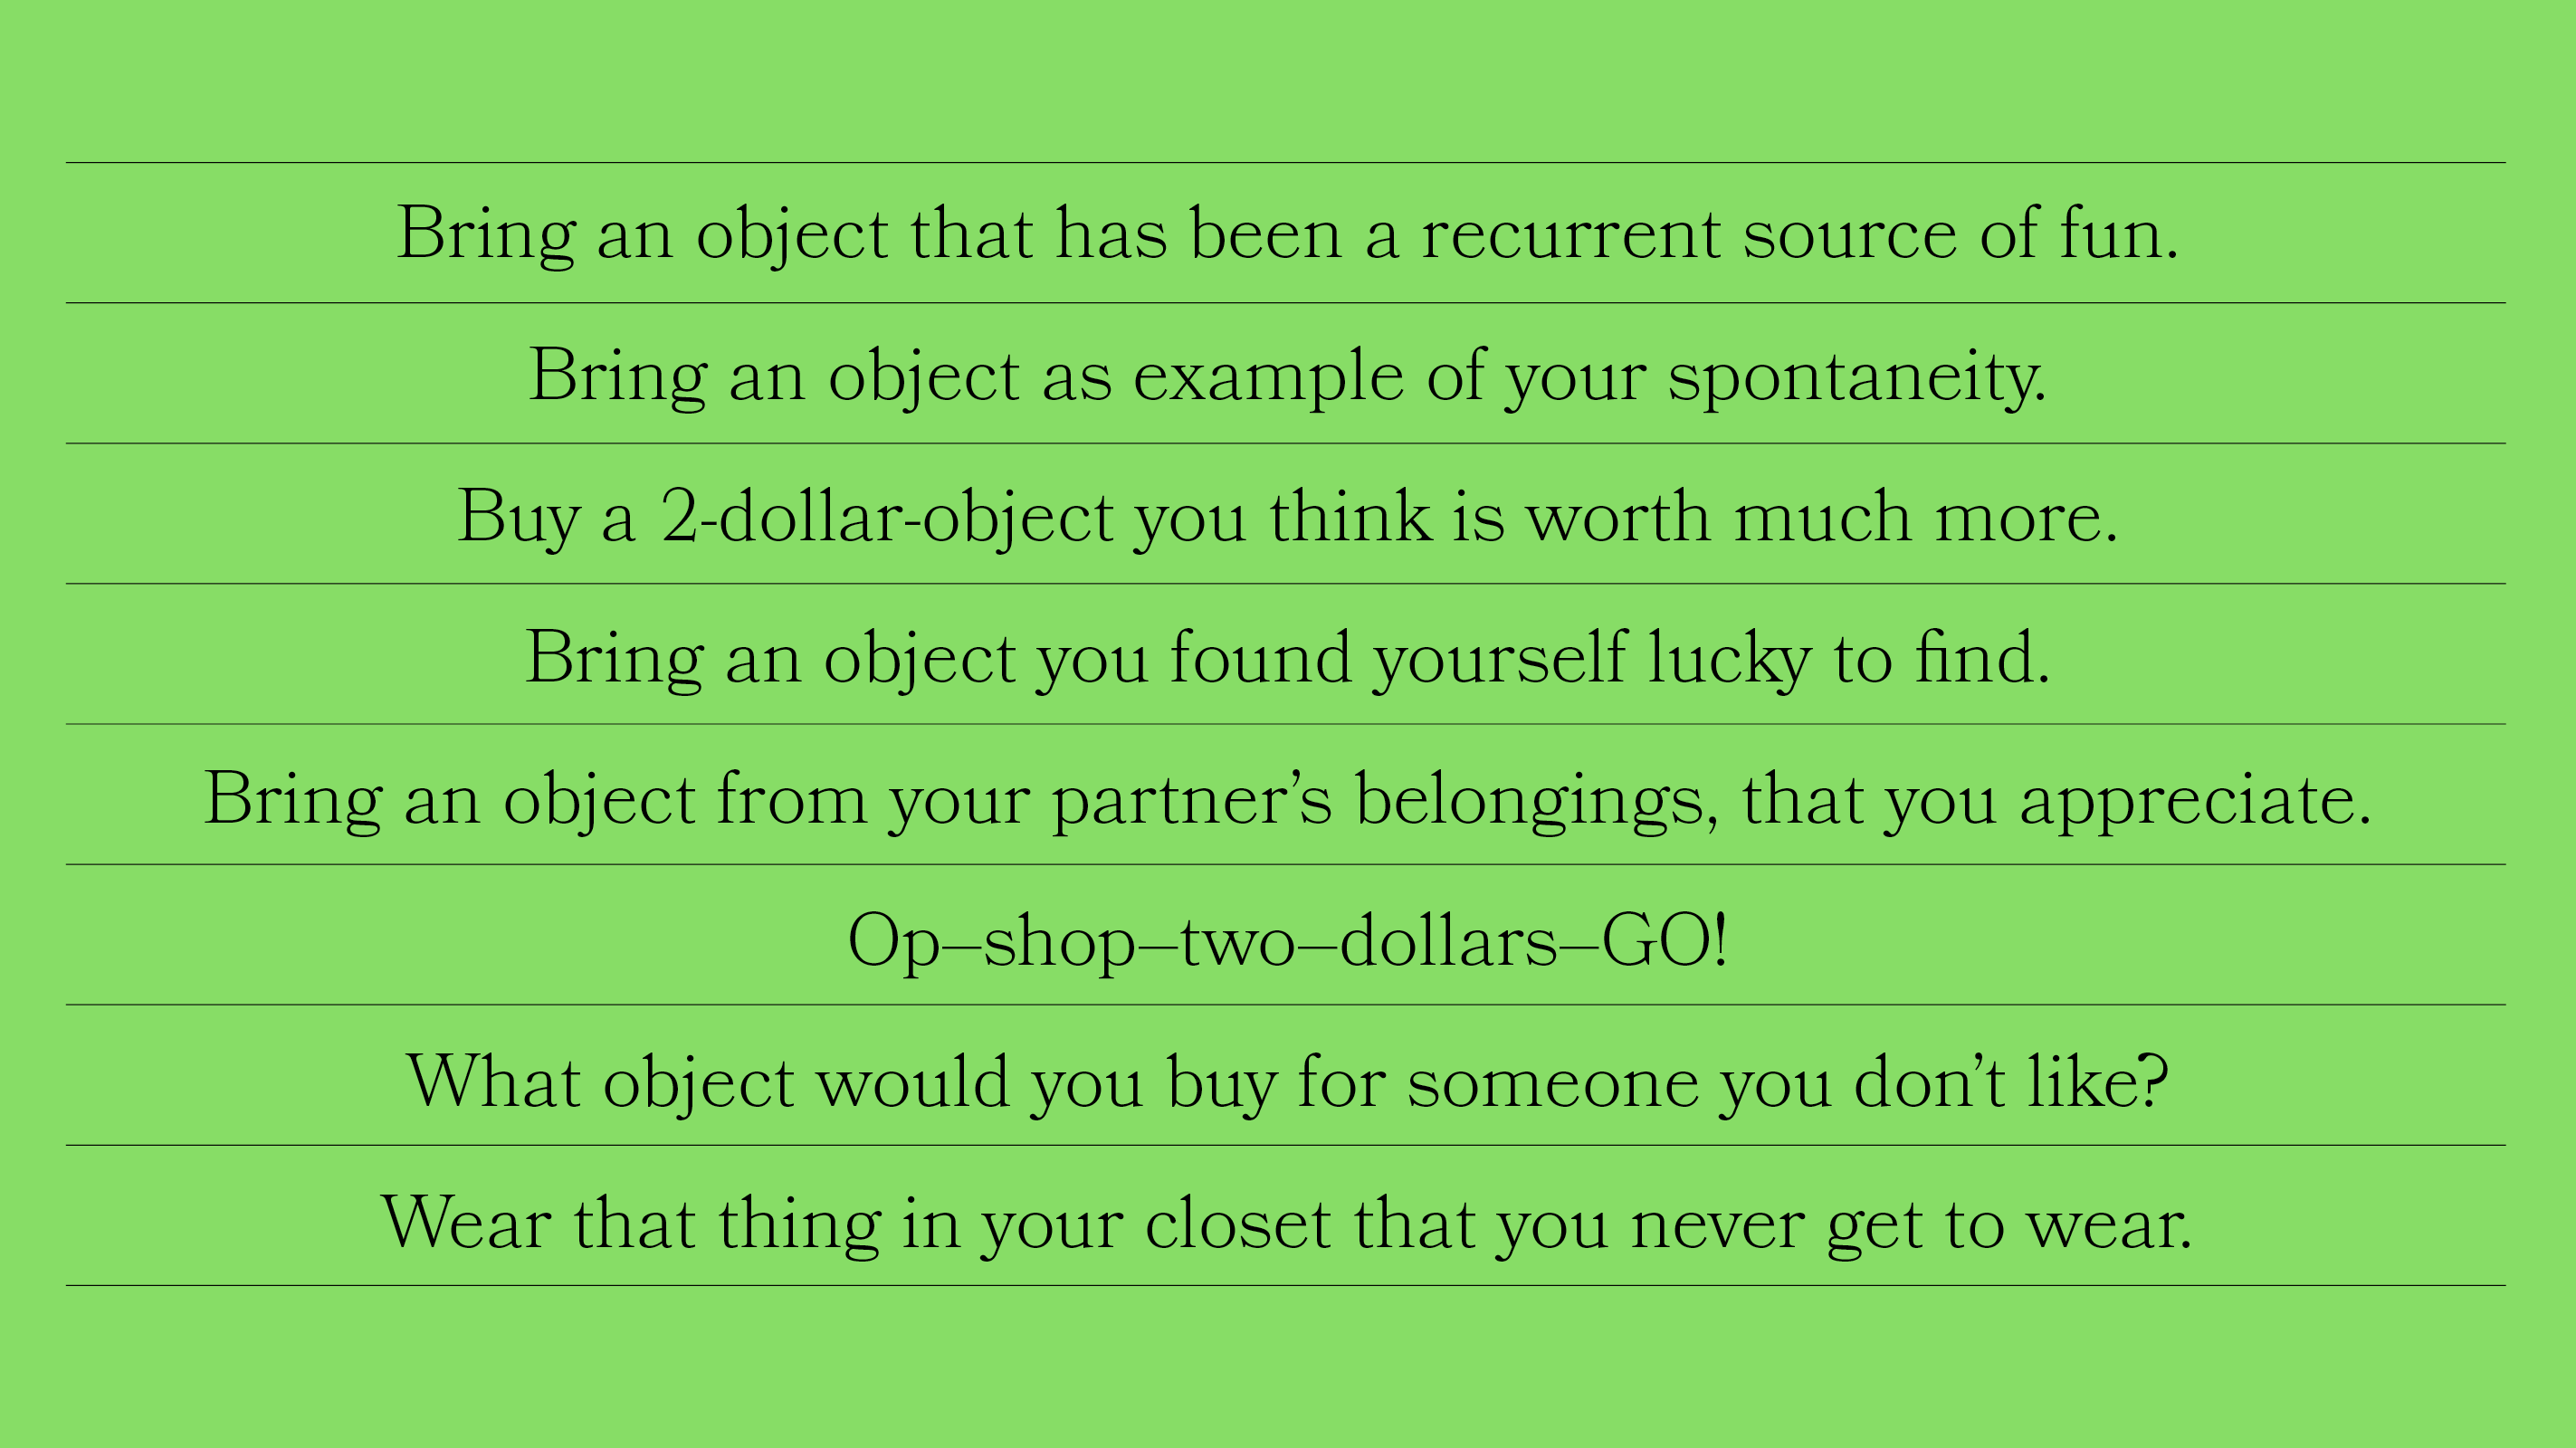 Bring an object that has been a recurrent source of fun.
Bring an object as example of your spontaneity.
Buy a 2-dollar-object you think is worth much more.
Bring an object you found yourself lucky to find.
Bring an object from your partner’s belongings, that you appreciate.
Op–shop–two–dollars–GO!
What object would you buy for someone you don’t like?
Wear that thing in your closet that you never get to wear.